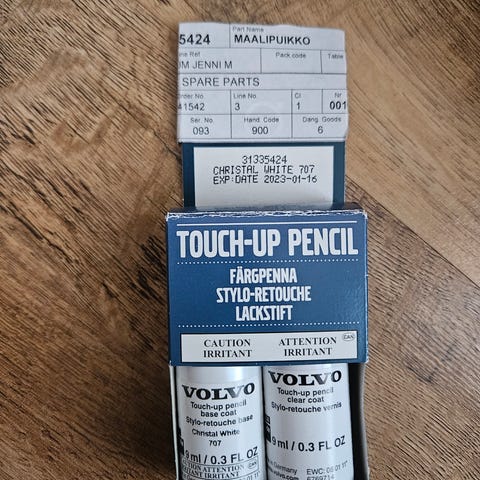 5424 Part Name MAALIPUIKKO
Ref Pack.code Table
M JENNI M
SPARE PARTS
No Line No. CI Nr
1542 3 1 001
Ser. No. Hand. Code Dang. Goods
093 900 6
31335424
CHRISTAL WHITE 707
EXP:DATE 2023-01-16
TOUCH-UP PENCIL
FÄRGPENNA
STYLO-RETOUCHE
LACKSTIFT
CAUTION
IRRITANT
ATTENTION
IRRITANT
VOLVO
Touch-up pencil
base coat
Stylo-retouche base
Christal White
707
9 ml / 0.3 FL OZ
VOLVO
Touch-up pencil
clear coat
Stylo-retouche vernis
9 ml / 0.3 FL OZ
Germany